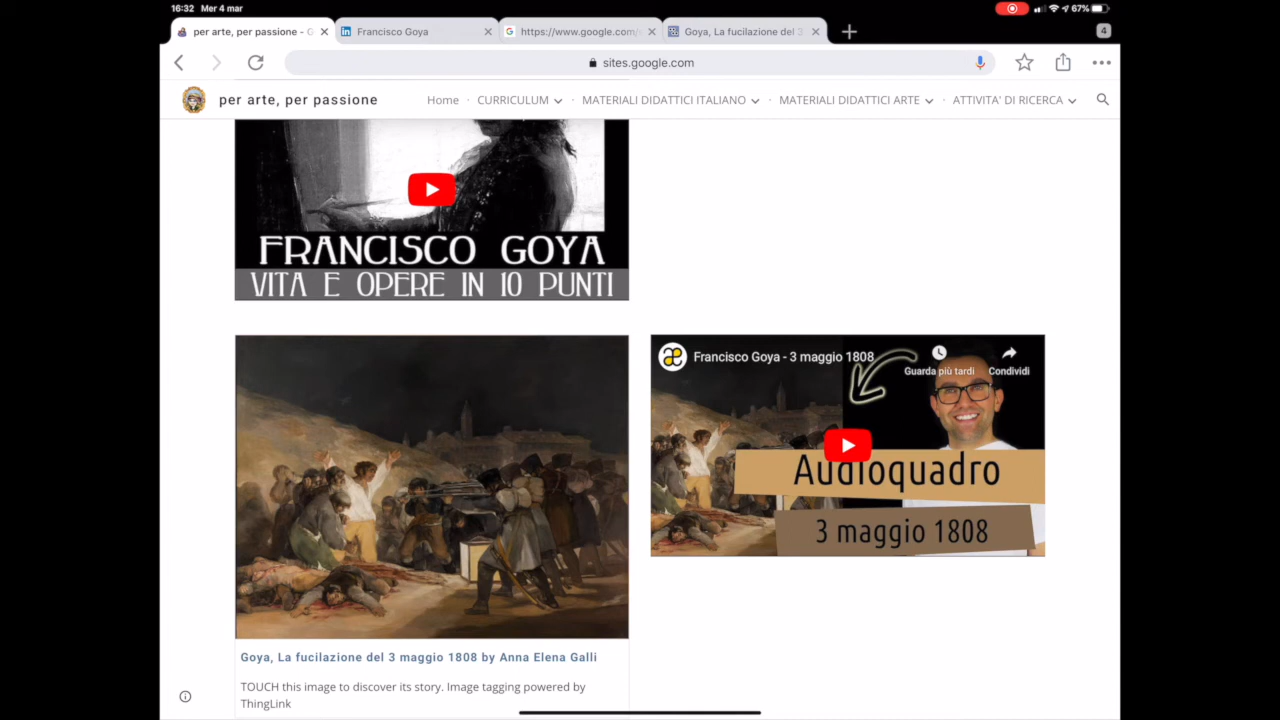 16:32 Mer 4 mar
67%
per arte, per passione - G
Francisco Goya
https://www.google.com/
Goya, La fucilazione del 3
4
sites.google.com
per arte, per passione
Home
CURRICULUM
MATERIALI DIDATTICI ITALIANO
MATERIALI DIDATTICI ARTE
ATTIVITA' DI RICERCA
FRANCISCO GOYA
VITA E OPERE IN 10 PUNTI
Francisco Goya - 3 maggio 1808
Guarda più tardi
Condividi
Audioquadro
3 maggio 1808
Goya, La fucilazione del 3 maggio 1808 by Anna Elena Galli
TOUCH this image to discover its story. Image tagging powered by
ThingLink